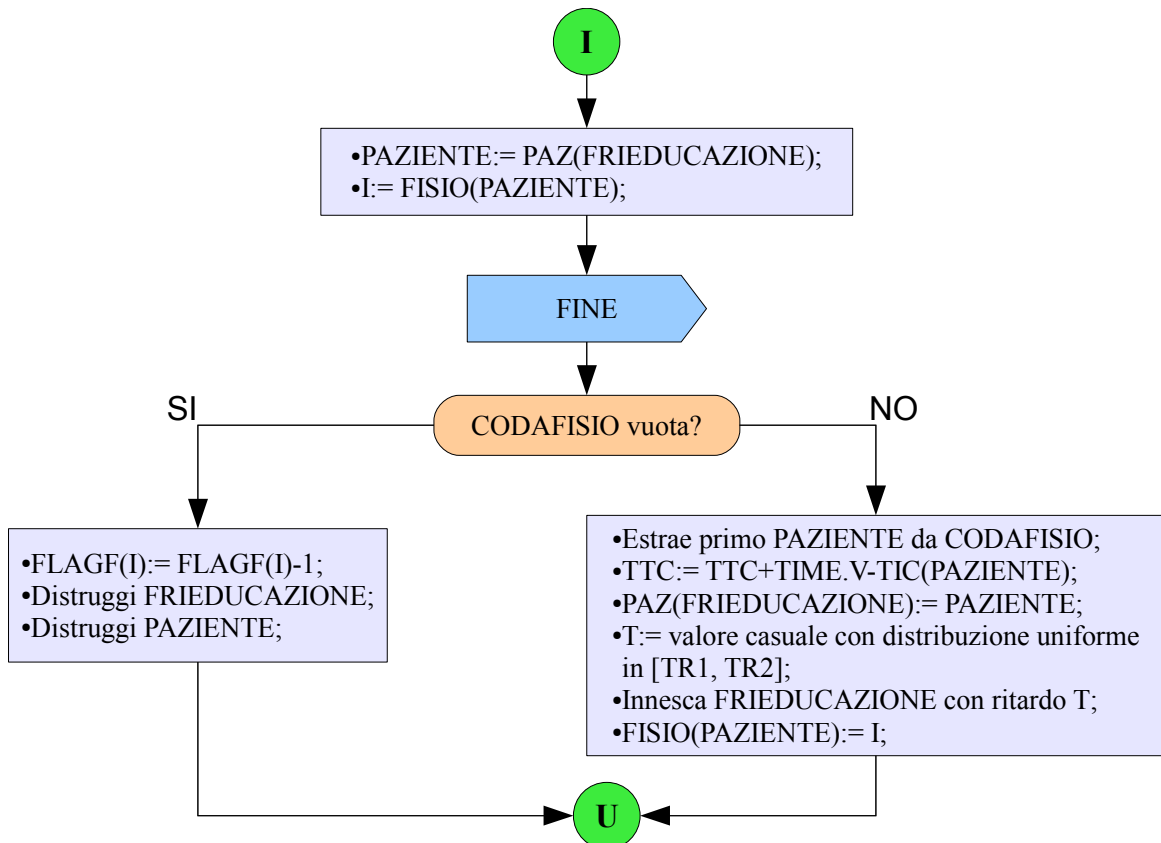 I
•PAZIENTE:= PAZ(FRIEDUCAZIONE);
•I:= FISIO(PAZIENTE);
FINE
CODAFISIO vuota?
SI
NO
•FLAGF(I):= FLAGF(I)-1;
•Distruggi FRIEDUCAZIONE;
•Distruggi PAZIENTE;
•Estrae primo PAZIENTE da CODAFISIO;
•TTC:= TTC+TIME.V-TIC(PAZIENTE);
•PAZ(FRIEDUCAZIONE):= PAZIENTE;
•T:= valore casuale con distribuzione uniforme
in [TR1, TR2];
•Innesca FRIEDUCAZIONE con ritardo T;
•FISIO(PAZIENTE):= I;
U